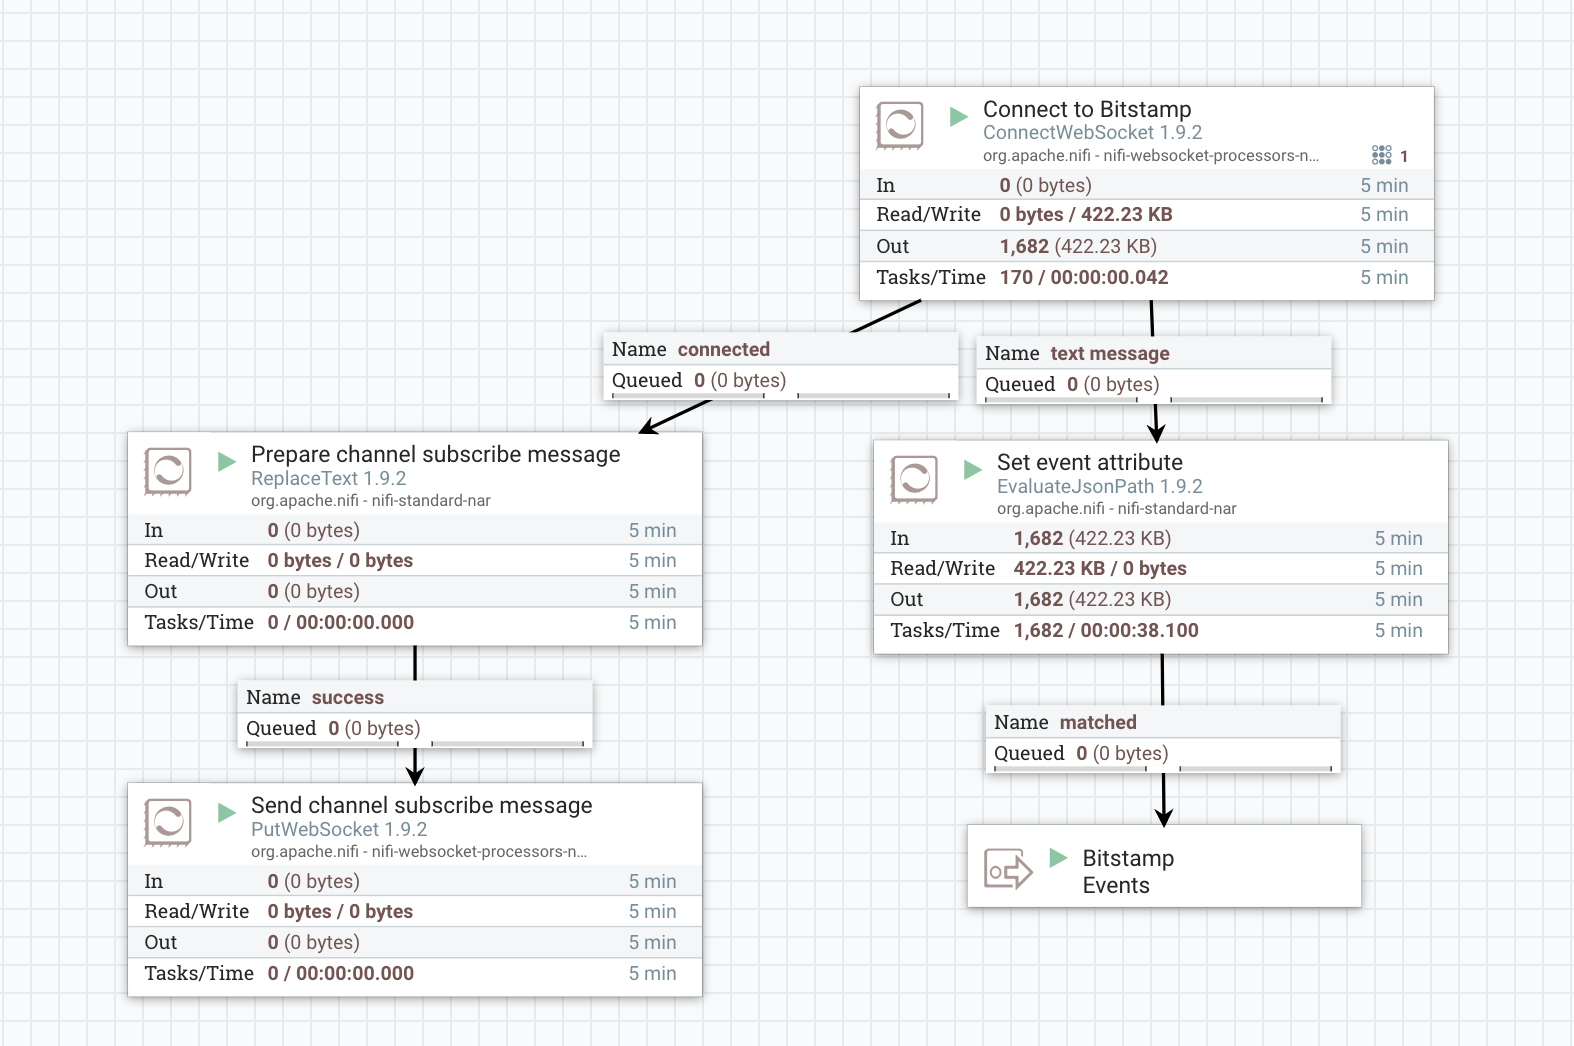 Connect to Bitstamp
ConnectWebSocket 1.9.2
org.apache.nifi - nifi-websocket-processors-n...
1
In 0 (0 bytes) 5 min
Read/Write 0 bytes / 422.23 KB 5 min
Out 1,682 (422.23 KB) 5 min
Tasks/Time 170 / 00:00:00.042 5 min
Name connected
Queued 0 (0 bytes)
Name text message
Queued 0 (0 bytes)
Prepare channel subscribe message
ReplaceText 1.9.2
org.apache.nifi - nifi-standard-nar
In 0 (0 bytes) 5 min
Read/Write 0 bytes / 0 bytes 5 min
Out 0 (0 bytes) 5 min
Tasks/Time 0 / 00:00:00.000 5 min
Set event attribute
EvaluateJsonPath 1.9.2
org.apache.nifi - nifi-standard-nar
In 1,682 (422.23 KB) 5 min
Read/Write 422.23 KB / 0 bytes 5 min
Out 1,682 (422.23 KB) 5 min
Tasks/Time 1,682 / 00:00:38.100 5 min
Name success
Queued 0 (0 bytes)
Name matched
Queued 0 (0 bytes)
Send channel subscribe message
PutWebSocket 1.9.2
org.apache.nifi - nifi-websocket-processors-n...
In 0 (0 bytes) 5 min
Read/Write 0 bytes / 0 bytes 5 min
Out 0 (0 bytes) 5 min
Tasks/Time 0 / 00:00:00.000 5 min
Bitstamp
Events